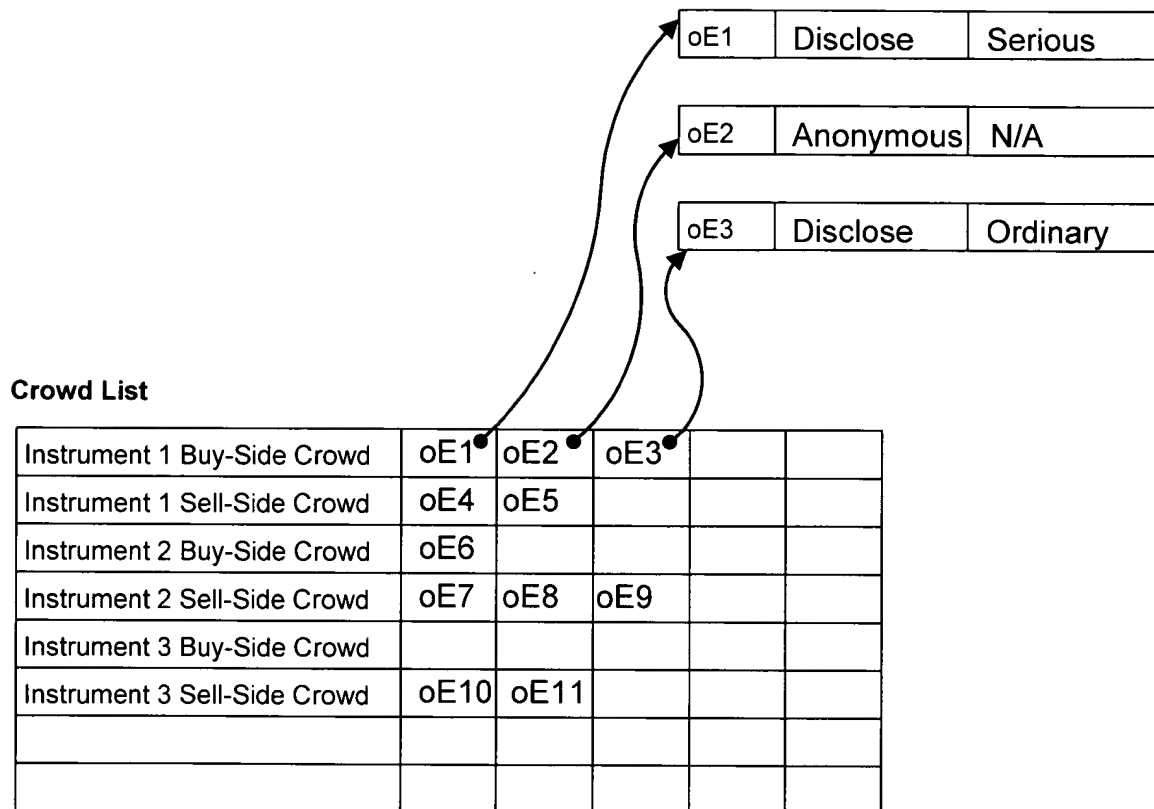 oE1 Disclose Serious
oE2 Anonymous N/A
oE3 Disclose Ordinary
Crowd List
Instrument 1 Buy-Side Crowd oE1 oE2 oE3
Instrument 1 Sell-Side Crowd oE4 oE5
Instrument 2 Buy-Side Crowd oE6
Instrument 2 Sell-Side Crowd oE7 oE8 oE9
Instrument 3 Buy-Side Crowd
Instrument 3 Sell-Side Crowd oE10 oE11